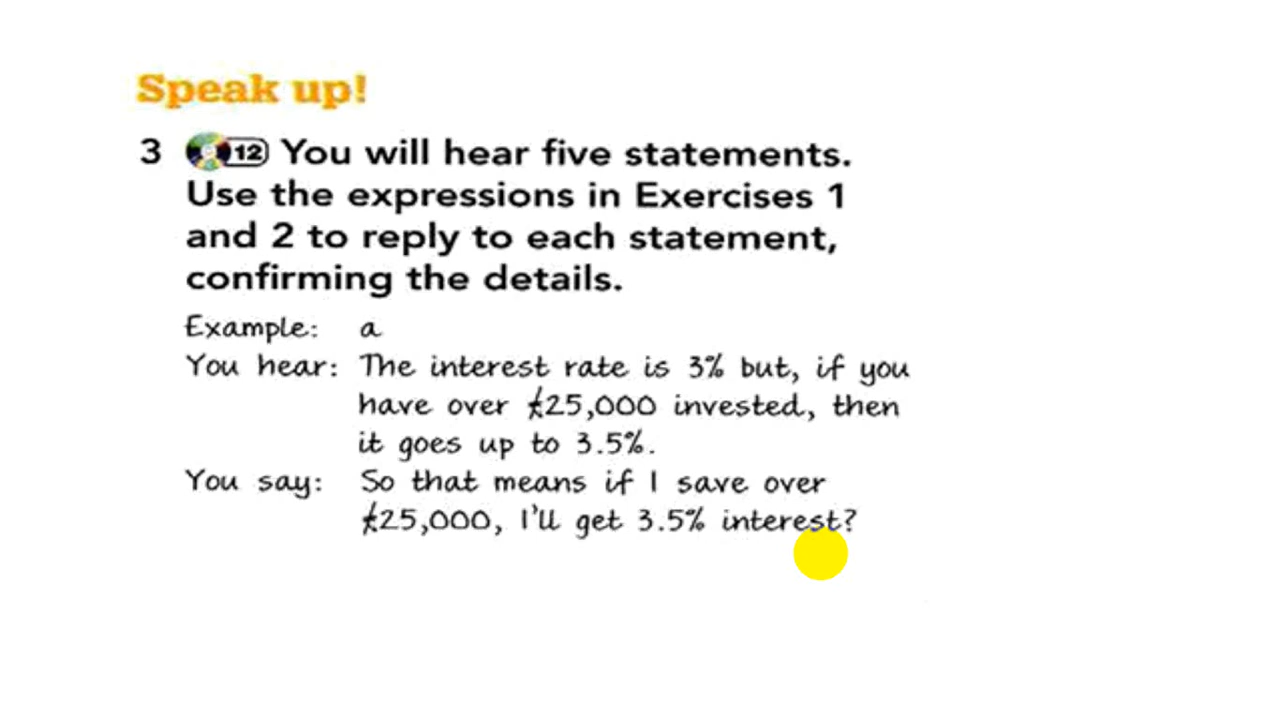 Speak up!
3 12 You will hear five statements.
Use the expressions in Exercises 1
and 2 to reply to each statement,
confirming the details.
Example: a
You hear: The interest rate is 3% but, if you
have over £25,000 invested, then
it goes up to 3.5%.
You say: So that means if I save over
£25,000, I'll get 3.5% interest?